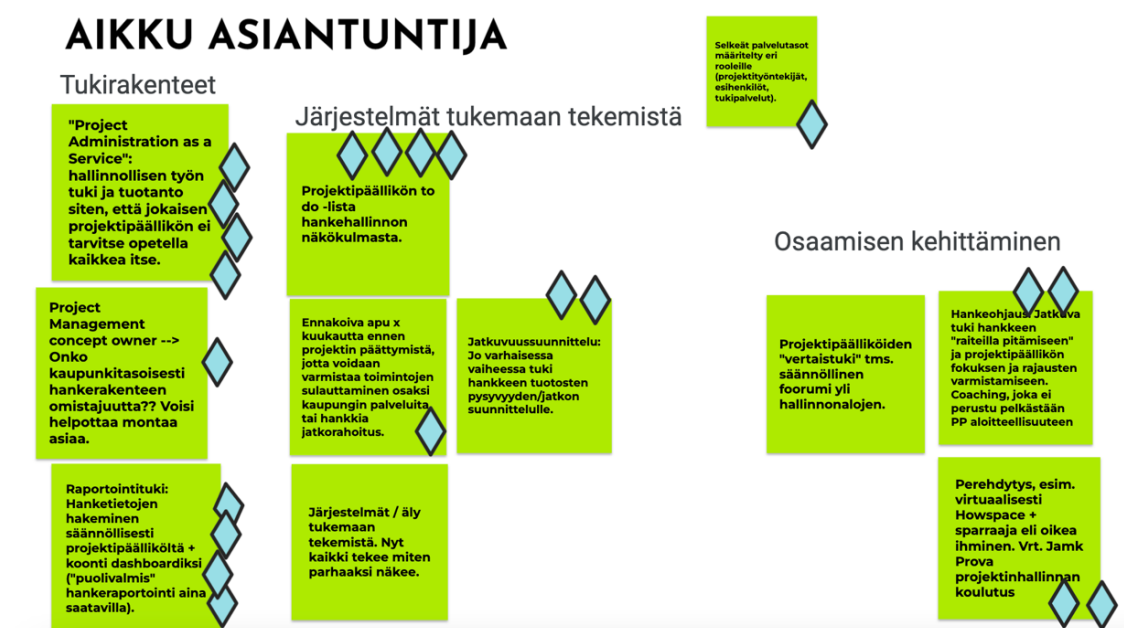 AIKKU ASIANTUNTIJA
Selkeät palvelutasot
määritelty eri
rooleille
(projektityöntekijät,
esihenkilöt,
tukipalvelut).
Tukirakenteet
"Project
Administration as a
Service":
hallinnollisen työn
tuki ja tuotanto
siten, että jokaisen
projektipäällikön ei
tarvitse opetella
kaikkea itse.
Project
Management
concept owner -->
Onko
kaupunkitasoisesti
hankerakenteen
omistajuutta?? Voisi
helpottaa montaa
asiaa.
Raportointituki:
Hanketietojen
hakeminen
säännöllisesti
projektipäälliköltä +
koonti dashboardiksi
("puolivalmis"
hankeraportointi aina
saatavilla).
Järjestelmät tukemaan tekemistä
Projektipäällikön to
do -lista
hankehallinnon
näkökulmasta.
Ennakoiva apu x
kuukautta ennen
projektin päättymistä,
jotta voidaan
varmistaa toimintojen
sulauttaminen osaksi
kaupungin palveluita,
tai hankkia
jatkorahoitus.
Jatkuvuussuunnittelu:
Jo varhaisessa
vaiheessa tuki
hankkeen tuotosten
pysyvyyden/jatkon
suunnittelulle.
Järjestelmät / äly
tukemaan
tekemistä. Nyt
kaikki tekee miten
parhaaksi näkee.
Osaamisen kehittäminen
Projektipäälliköiden
"vertaistuki" tms.
säännöllinen
foorumi yli
hallinnonalojen.
Hankeohjaus: Jatkuva
tuki hankkeen
"raiteilla pitämiseen"
ja projektipäällikön
fokuksen ja rajausten
varmistamiseen.
Coaching, joka ei
perustu pelkästään
PP aloitteellisuuteen
Perehdytys, esim.
virtuaalisesti
Howspace +
sparraaja eli oikea
ihminen. Vrt. Jamk
Prova
projektinhallinnan
koulutus